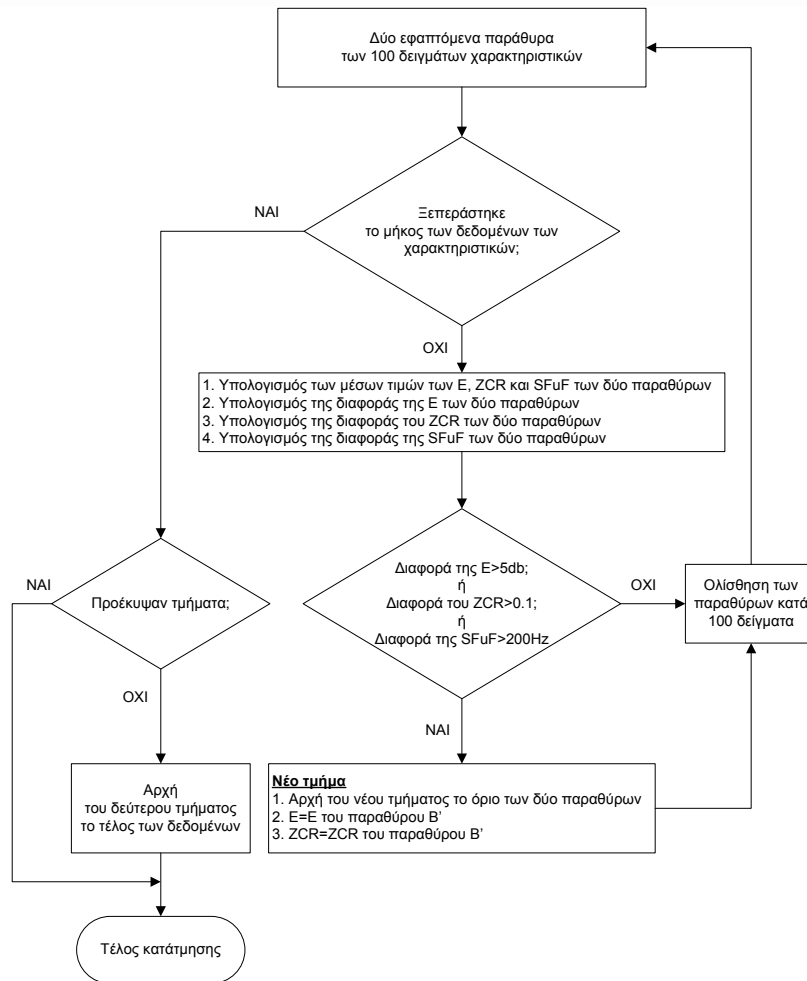 Δύο εφαπτόμενα παράθυρα
των 100 δειγμάτων χαρακτηριστικών
ΝΑΙ
Ξεπεράστηκε
το μήκος των δεδομένων των
χαρακτηριστικών;
ΟΧΙ
1. Υπολογισμός των μέσων τιμών των E, ZCR και SFuF των δύο παραθύρων
2. Υπολογισμός της διαφοράς της E των δύο παραθύρων
3. Υπολογισμός της διαφοράς του ZCR των δύο παραθύρων
4. Υπολογισμός της διαφοράς της SFuF των δύο παραθύρων
ΝΑΙ
Προέκυψαν τμήματα;
ΟΧΙ
Διαφορά της E>5db;
ή
Διαφορά του ZCR>0.1;
ή
Διαφορά της SFuF>200Hz
ΟΧΙ
Ολίσθηση των
παραθύρων κατά
100 δείγματα
ΝΑΙ
Αρχή
του δεύτερου τμήματος
το τέλος των δεδομένων
Νέο τμήμα
1. Αρχή του νέου τμήματος το όριο των δύο παραθύρων
2. E=E του παραθύρου Β’
3. ZCR=ZCR του παραθύρου Β’
Τέλος κατάτμησης